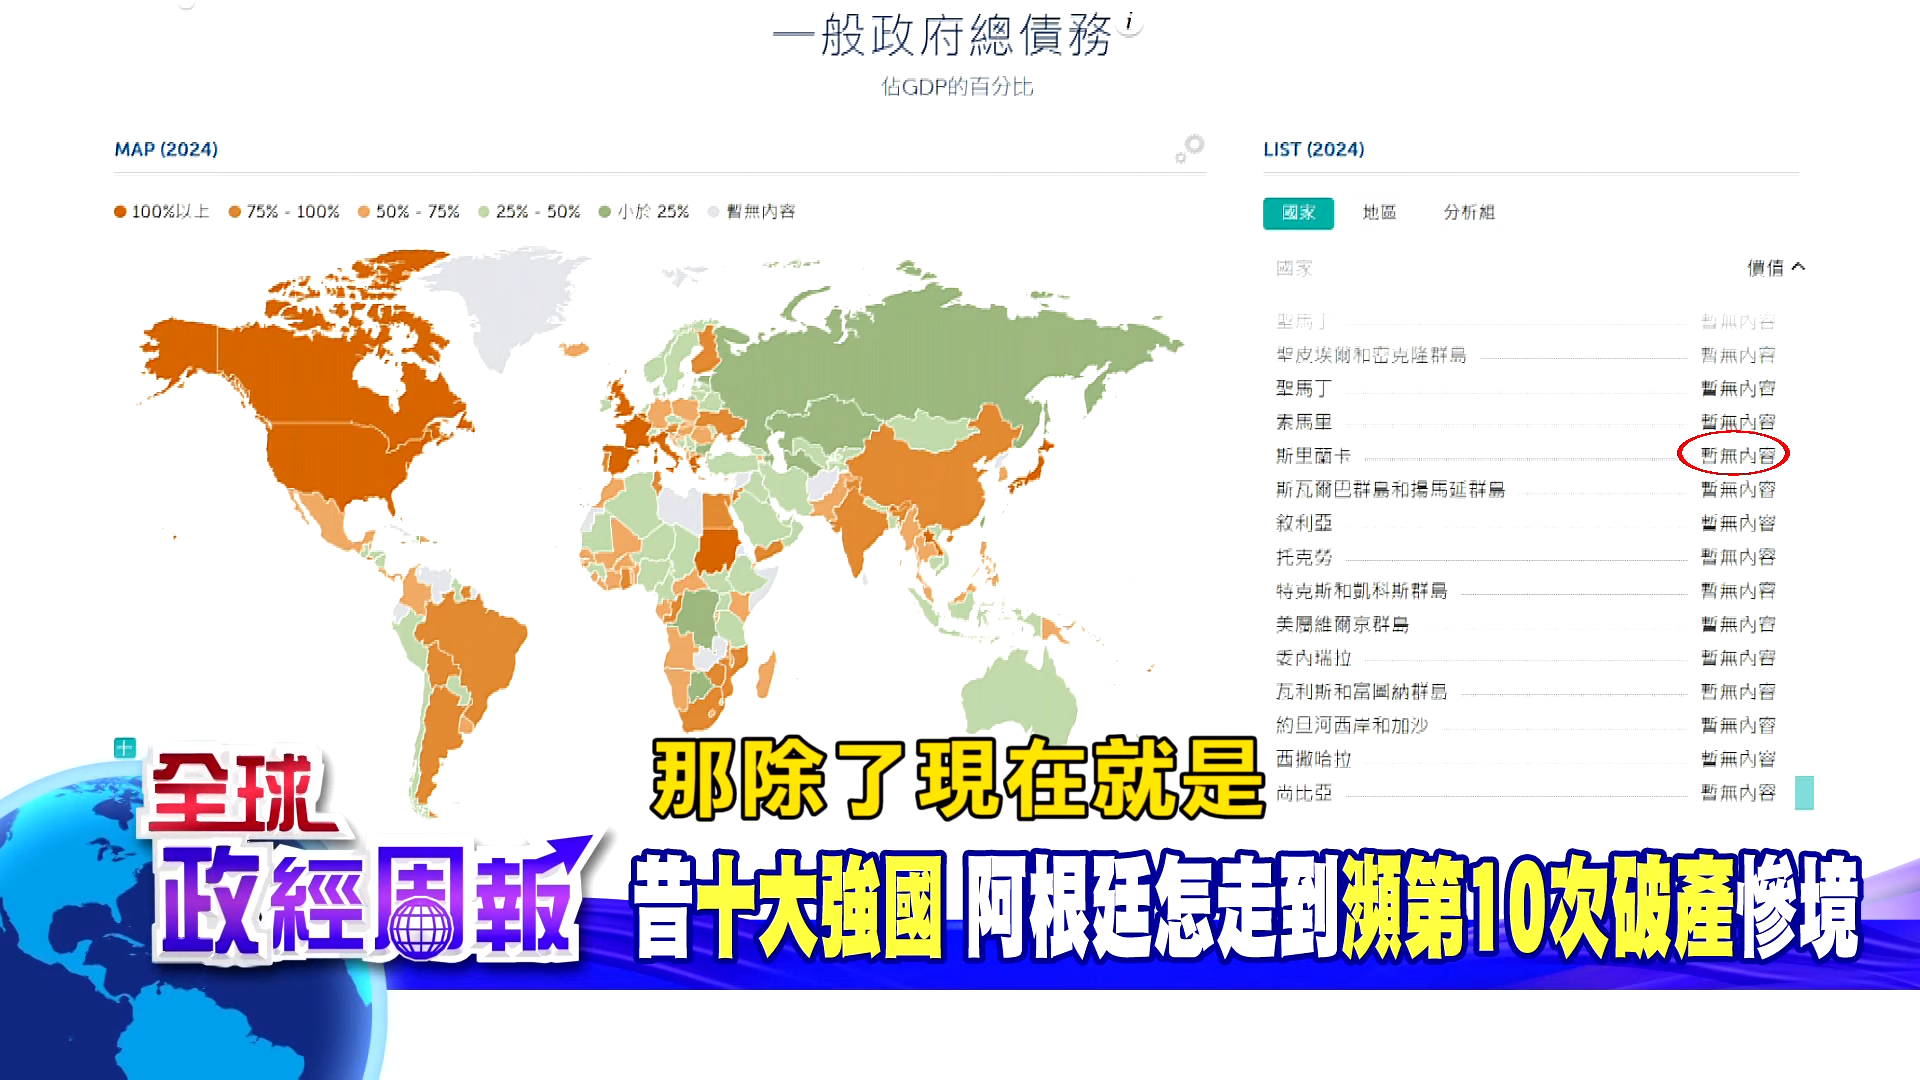 一般政府總債務 i
佔GDP的百分比
MAP (2024)
100%以上 75% - 100% 50% - 75% 25% - 50% 小於 25% 暫無內容
LIST (2024)
國家 地區 分析組
國家 價值
聖馬丁 暫無內容
聖皮埃爾和密克隆群島 暫無內容
聖馬丁 暫無內容
索馬里 暫無內容
斯里蘭卡 暫無內容
斯瓦爾巴群島和揚馬延群島 暫無內容
敘利亞 暫無內容
托克勞 暫無內容
特克斯和凱科斯群島 暫無內容
美屬維爾京群島 暫無內容
委內瑞拉 暫無內容
瓦利斯和富圖納群島 暫無內容
約旦河西岸和加沙 暫無內容
西撒哈拉 暫無內容
尚比亞 暫無內容
那除了現在就是
全球
政經周報
昔十大強國 阿根廷怎走到瀕第10次破產慘境